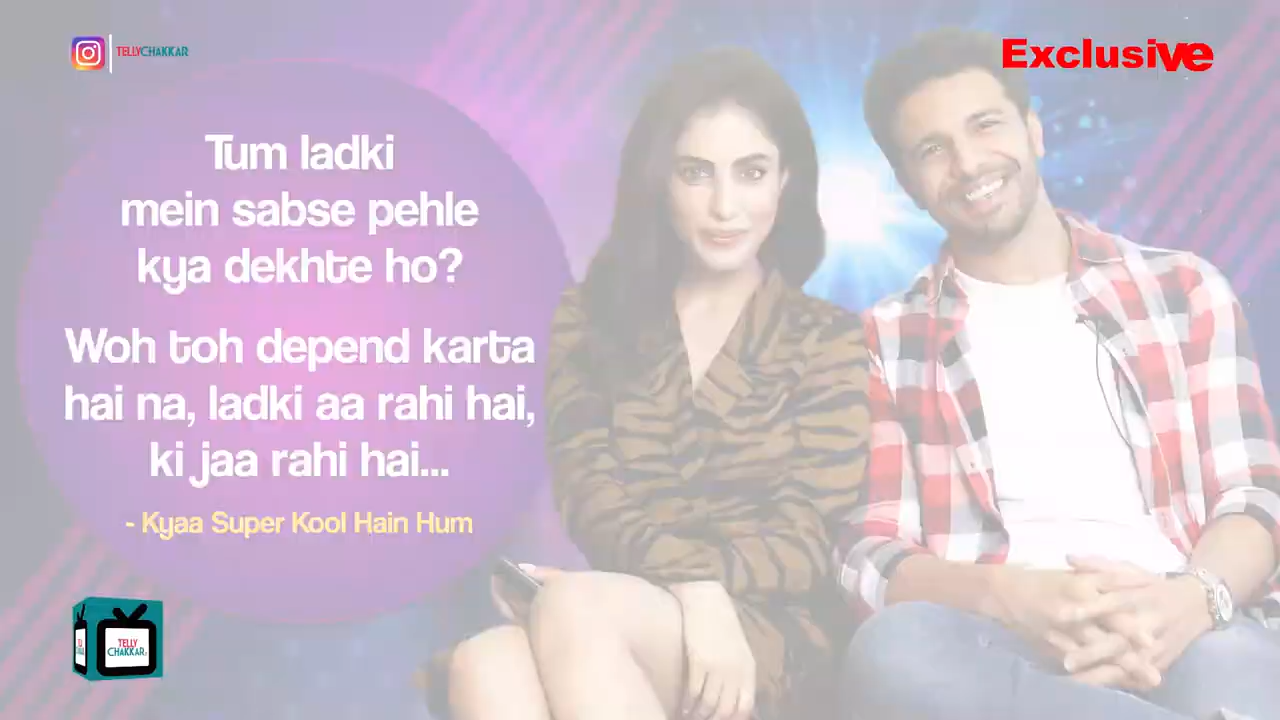 TELLYCHAKKAR
Exclusive
Tum ladki
mein sabse pehle
kya dekhte ho?
Woh toh depend karta
hai na, ladki aa rahi hai,
ki jaa rahi hai...
- Kyaa Super Kool Hain Hum
TELLY
CHAKKAR